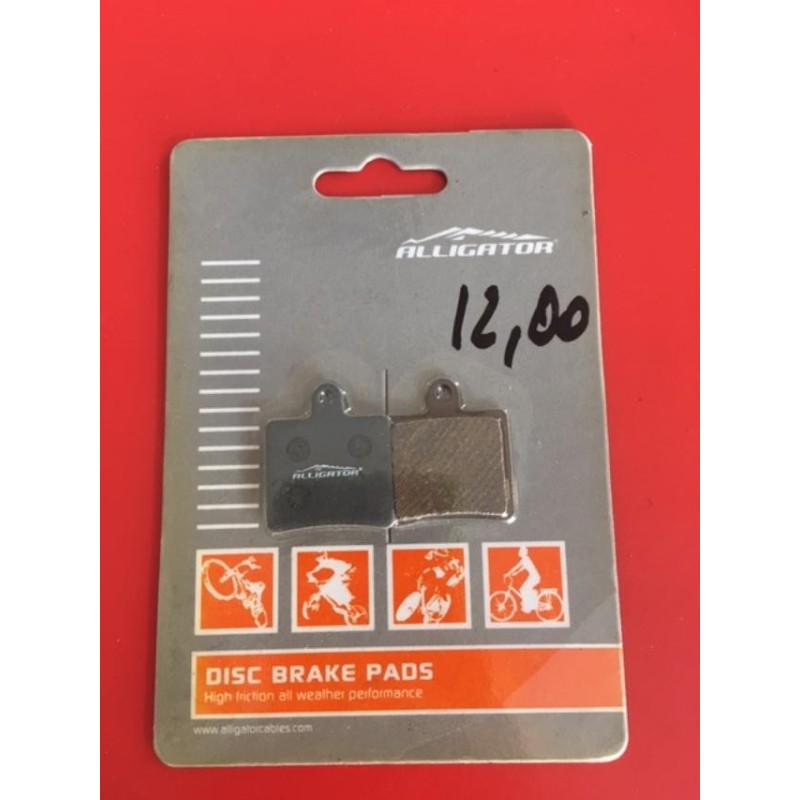 ALLIGATOR
12,00
ALLIGATOR
DISC BRAKE PADS
High friction all weather performance
www.alligatorcables.com